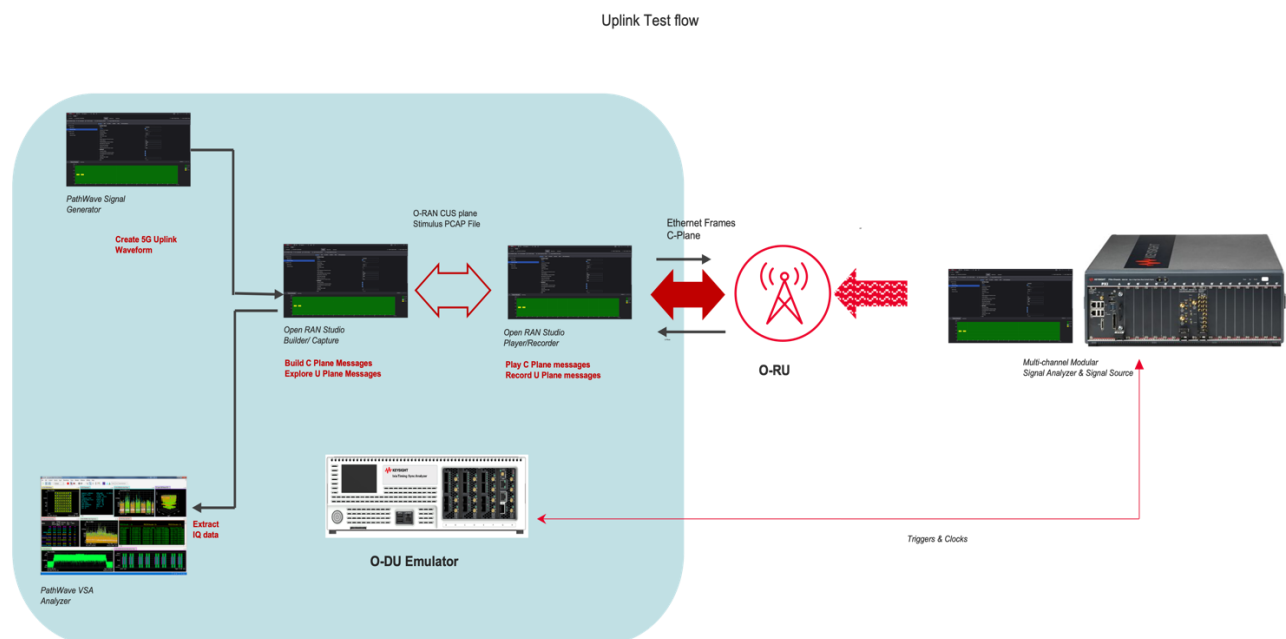 Uplink Test flow
PathWave Signal
Generator
Create 5G Uplink
Waveform
O-RAN CUS plane
Stimulus PCAP File
Ethernet Frames
C-Plane
Open RAN Studio
Builder/ Capture
Build C Plane Messages
Explore U Plane Messages
Open RAN Studio
Player/Recorder
Play C Plane messages
Record U Plane messages
O-RU
KEYSIGHT
Multi-channel Modular
Signal Analyzer & Signal Source
KEYSIGHT
Extract
IQ data
O-DU Emulator
Triggers & Clocks
PathWave VSA
Analyzer